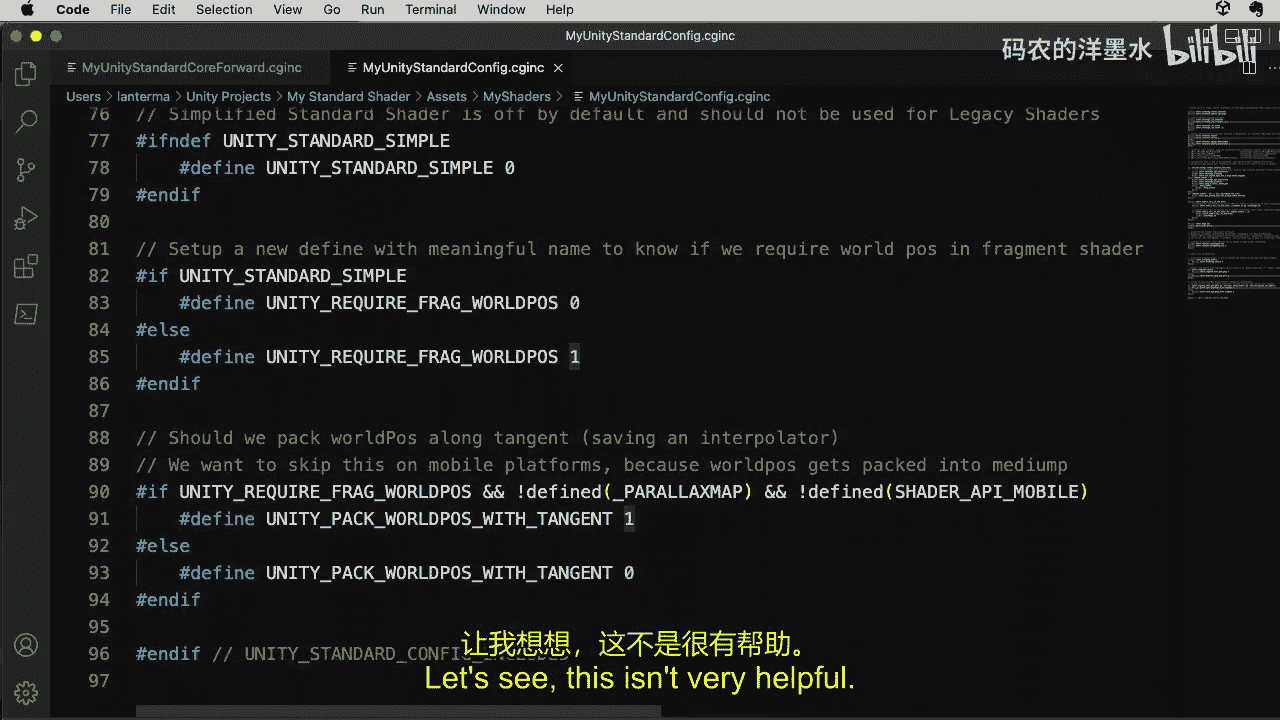 Code File Edit Selection View Go Run Terminal Window Help
MyUnityStandardConfig.cginc
码农的洋墨水 bilibili
MyUnityStandardCoreForward.cginc MyUnityStandardConfig.cginc
Users > lanterma > Unity Projects > My Standard Shader > Assets > MyShaders > MyUnityStandardConfig.cginc
76 // Simplified Standard Shader is off by default and should not be used for Legacy Shaders
77 #ifndef UNITY_STANDARD_SIMPLE
78 #define UNITY_STANDARD_SIMPLE 0
79 #endif
80
81 // Setup a new define with meaningful name to know if we require world pos in fragment shader
82 #if UNITY_STANDARD_SIMPLE
83 #define UNITY_REQUIRE_FRAG_WORLDPOS 0
84 #else
85 #define UNITY_REQUIRE_FRAG_WORLDPOS 1
86 #endif
87
88 // Should we pack worldPos along tangent (saving an interpolator)
89 // We want to skip this on mobile platforms, because worldpos gets packed into mediump
90 #if UNITY_REQUIRE_FRAG_WORLDPOS && !defined(_PARALLAXMAP) && !defined(SHADER_API_MOBILE)
91 #define UNITY_PACK_WORLDPOS_WITH_TANGENT 1
92 #else
93 #define UNITY_PACK_WORLDPOS_WITH_TANGENT 0
94 #endif
95
96 #endif // UNITY_STANDARD_CONFIG_INCLUDED
97
让我想想，这不是很有帮助。
Let's see, this isn't very helpful.